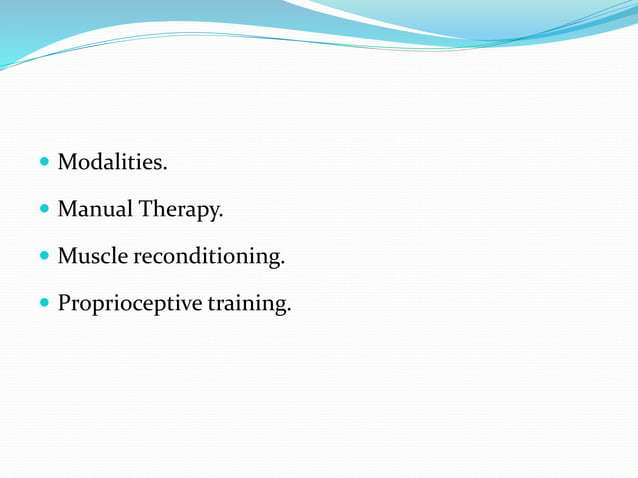 • Modalities.
• Manual Therapy.
• Muscle reconditioning.
• Proprioceptive training.